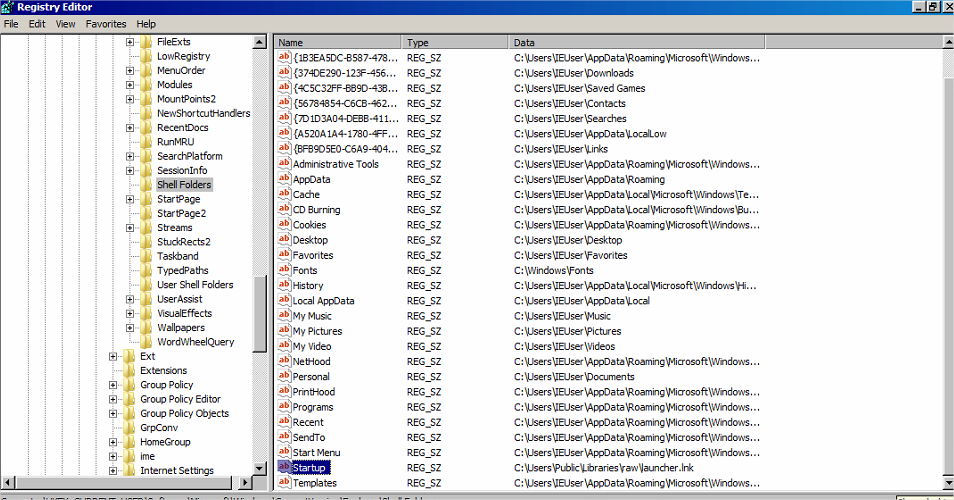 Registry Editor
File Edit View Favorites Help
FileExts
LowRegistry
MenuOrder
Modules
MountPoints2
NewShortcutHandlers
RecentDocs
RunMRU
SearchPlatform
SessionInfo
Shell Folders
StartPage
StartPage2
Streams
StuckRects2
Taskband
TypedPaths
User Shell Folders
UserAssist
VisualEffects
Wallpapers
WordWheelQuery
Ext
Extensions
Group Policy
Group Policy Editor
Group Policy Objects
GrpConv
HomeGroup
ime
Internet Settings
Name Type Data
{1B3EA5DC-B587-478... REG_SZ C:\Users\IEUser\AppData\Roaming\Microsoft\Windows...
{374DE290-123F-456... REG_SZ C:\Users\IEUser\Downloads
{4C5C32FF-BB9D-43B... REG_SZ C:\Users\IEUser\Saved Games
{56784854-C6CB-462... REG_SZ C:\Users\IEUser\Contacts
{7D1D3A04-DEBB-411... REG_SZ C:\Users\IEUser\Searches
{A520A1A4-1780-4FF... REG_SZ C:\Users\IEUser\AppData\LocalLow
{BFB9D5E0-C6A9-404... REG_SZ C:\Users\IEUser\Links
Administrative Tools REG_SZ C:\Users\IEUser\AppData\Roaming\Microsoft\Windows...
AppData REG_SZ C:\Users\IEUser\AppData\Roaming
Cache REG_SZ C:\Users\IEUser\AppData\Local\Microsoft\Windows\Te...
CD Burning REG_SZ C:\Users\IEUser\AppData\Local\Microsoft\Windows\Bu...
Cookies REG_SZ C:\Users\IEUser\AppData\Roaming\Microsoft\Windows...
Desktop REG_SZ C:\Users\IEUser\Desktop
Favorites REG_SZ C:\Users\IEUser\Favorites
Fonts REG_SZ C:\Windows\Fonts
History REG_SZ C:\Users\IEUser\AppData\Local\Microsoft\Windows\Hi...
Local AppData REG_SZ C:\Users\IEUser\AppData\Local
My Music REG_SZ C:\Users\IEUser\Music
My Pictures REG_SZ C:\Users\IEUser\Pictures
My Video REG_SZ C:\Users\IEUser\Videos
NetHood REG_SZ C:\Users\IEUser\AppData\Roaming\Microsoft\Windows...
Personal REG_SZ C:\Users\IEUser\Documents
PrintHood REG_SZ C:\Users\IEUser\AppData\Roaming\Microsoft\Windows...
Programs REG_SZ C:\Users\IEUser\AppData\Roaming\Microsoft\Windows...
Recent REG_SZ C:\Users\IEUser\AppData\Roaming\Microsoft\Windows...
SendTo REG_SZ C:\Users\IEUser\AppData\Roaming\Microsoft\Windows...
Start Menu REG_SZ C:\Users\IEUser\AppData\Roaming\Microsoft\Windows...
Startup REG_SZ C:\Users\Public\Libraries\raw\launcher.lnk
Templates REG_SZ C:\Users\IEUser\AppData\Roaming\Microsoft\Windows...